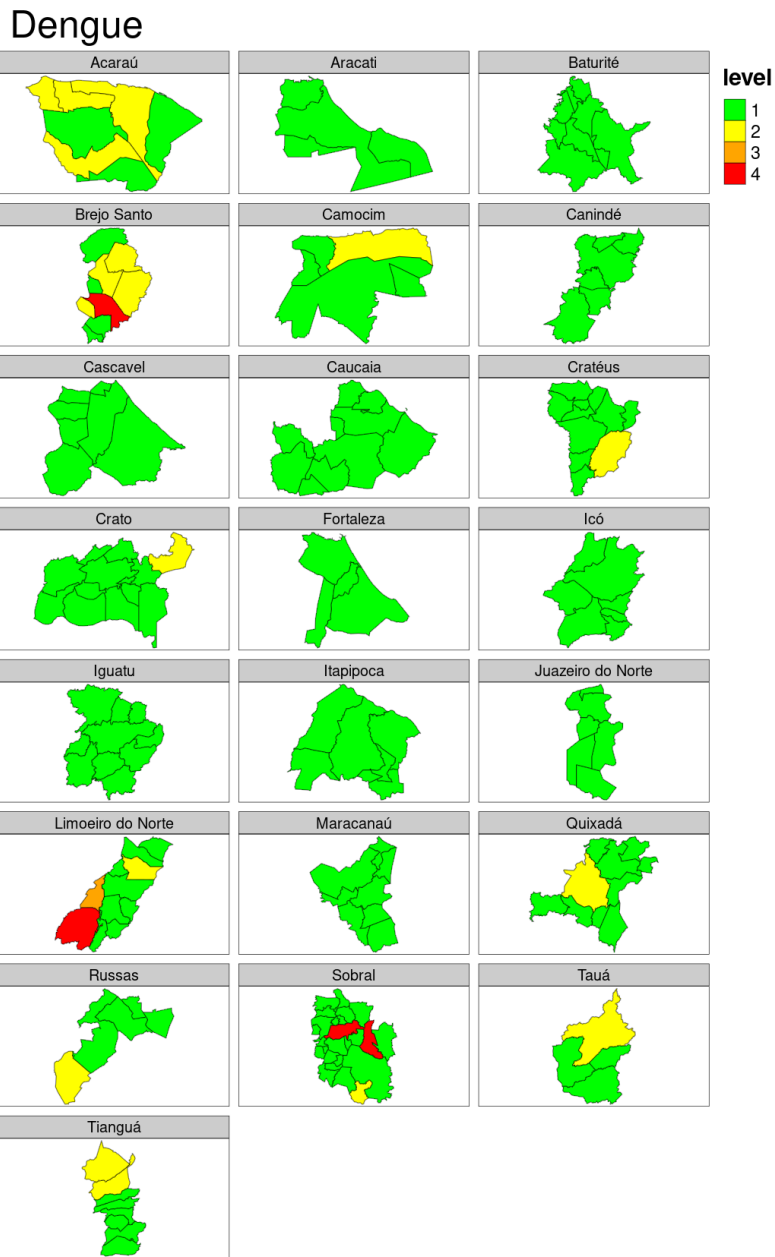 Dengue
Acaraú
Aracati
Baturité
level
1
2
3
4
Brejo Santo
Camocim
Canindé
Cascavel
Caucaia
Cratéus
Crato
Fortaleza
Icó
Iguatu
Itapipoca
Juazeiro do Norte
Limoeiro do Norte
Maracanaú
Quixadá
Russas
Sobral
Tauá
Tianguá